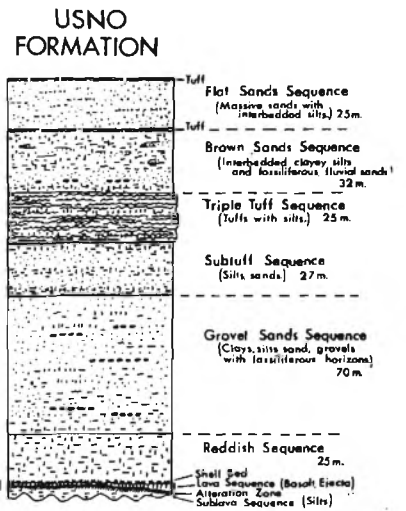 USNO
FORMATION
Tuff
Flat Sands Sequence
(Massive sands with
interbedded silts.) 25m.
Tuff
Brown Sands Sequence
(Interbedded clayey silts
and fossiliferous fluvial sands)
32 m.
Triple Tuff Sequence
(Tuffs with silts.) 25 m.
Subtuff Sequence
(Silts, sands.) 27 m.
Gravel Sands Sequence
(Clays, silts sand, gravels
with fossiliferous horizons)
70 m.
Reddish Sequence
25 m.
Shell Bed
Lava Sequence (Basalt, Ejecta)
Alteration Zone
Sublava Sequence (Silts)